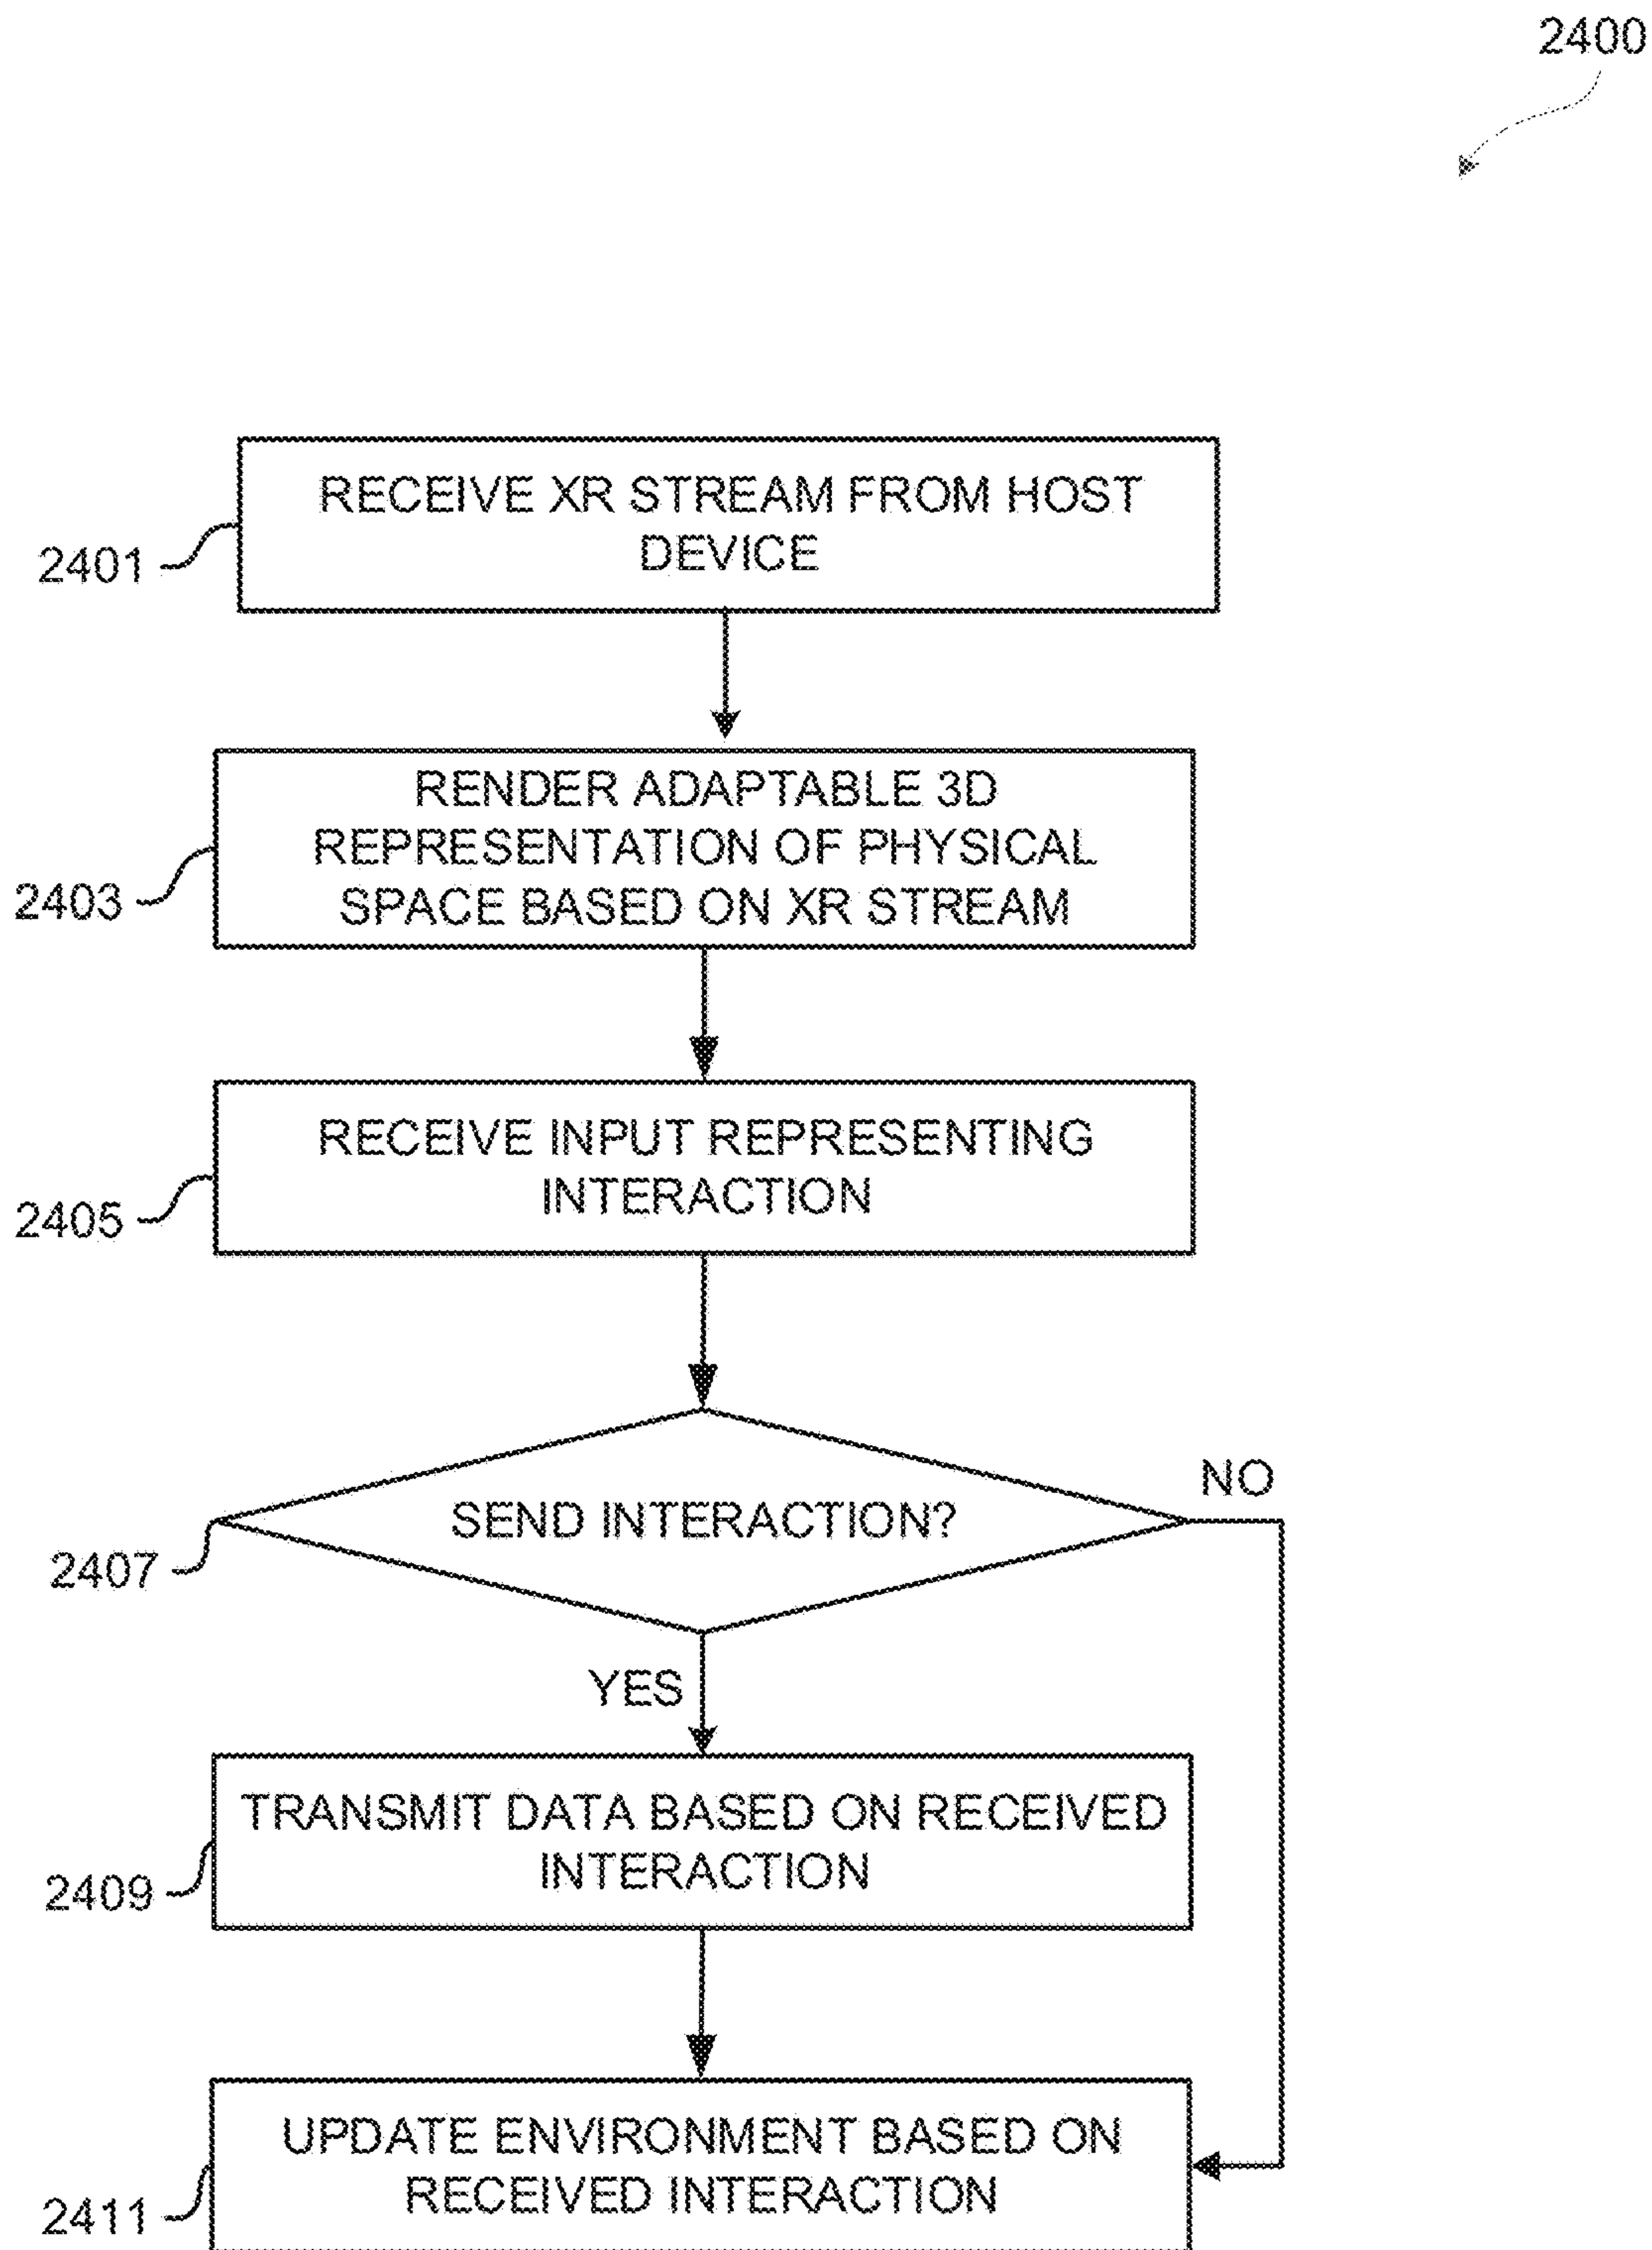 2400
RECEIVE XR STREAM FROM HOST
DEVICE
2401
RENDER ADAPTABLE 3D
REPRESENTATION OF PHYSICAL
SPACE BASED ON XR STREAM
2403
RECEIVE INPUT REPRESENTING
INTERACTION
2405
NO
SEND INTERACTION?
2407
YES
TRANSMIT DATA BASED ON RECEIVED
INTERACTION
2409
UPDATE ENVIRONMENT BASED ON
RECEIVED INTERACTION
2411